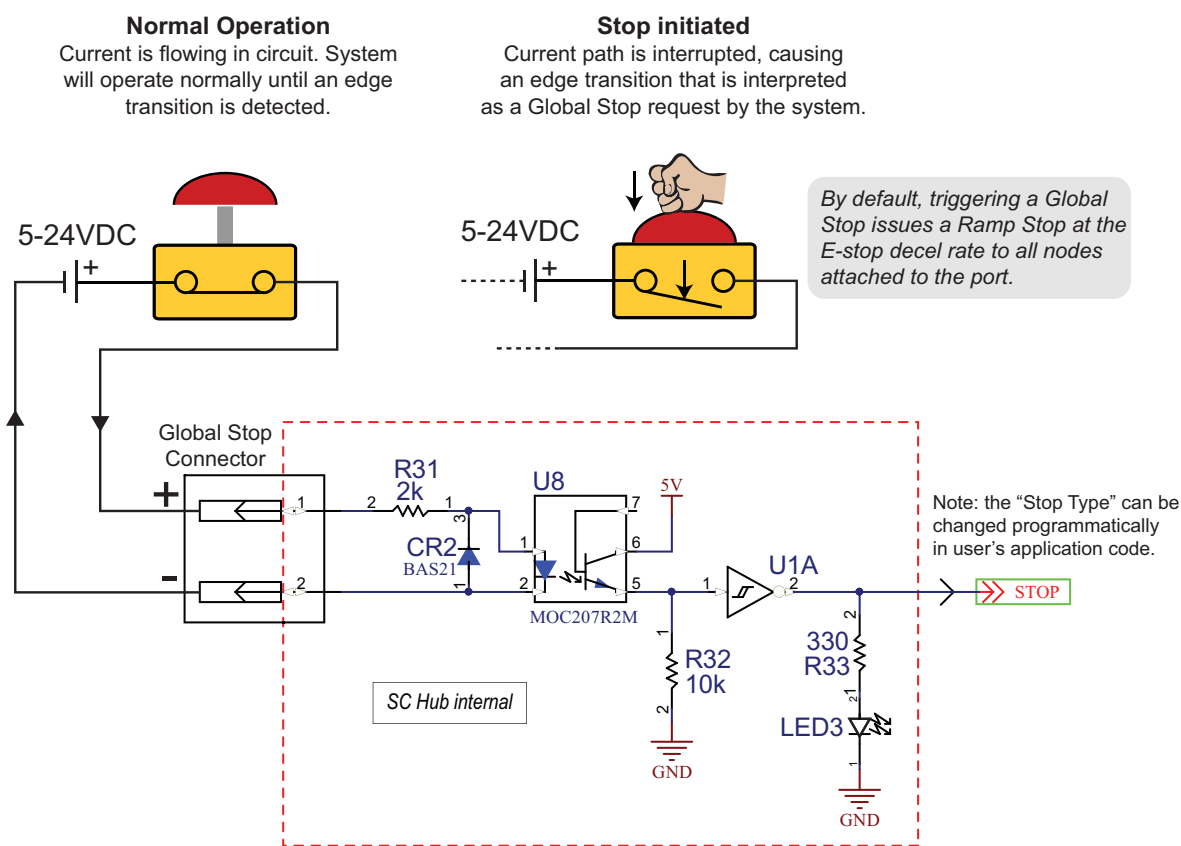 Normal Operation
Current is flowing in circuit. System
will operate normally until an edge
transition is detected.
Stop initiated
Current path is interrupted, causing
an edge transition that is interpreted
as a Global Stop request by the system.
By default, triggering a Global
Stop issues a Ramp Stop at the
E-stop decel rate to all nodes
attached to the port.
5-24VDC
+
5-24VDC
+
Global Stop
Connector
+
-
1
2
2
R31
2k
1
3
CR2
BAS21
1
U8
1
2
7
6
5
MOC207R2M
5V
1
U1A
2
STOP
Note: the “Stop Type” can be
changed programmatically
in user’s application code.
1
R32
10k
2
GND
2
330
R33
1
2
LED3
1
GND
SC Hub internal